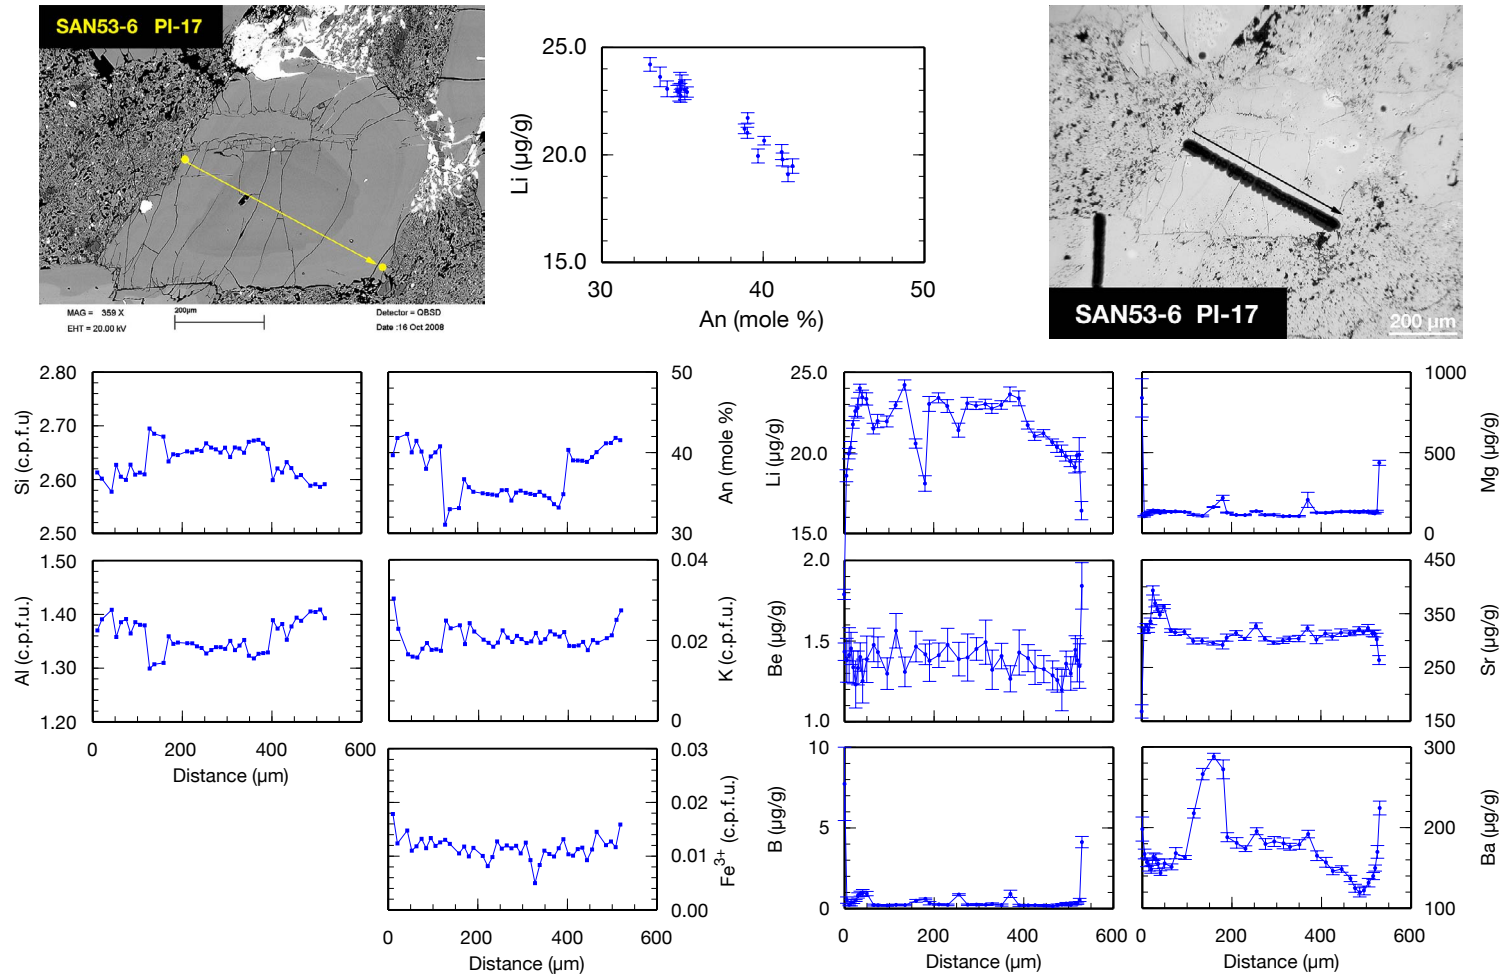 SAN53-6 PI-17
MAG = 359 X
EHT = 20.00 kV
200µm
Detector = QBSD
Date :16 Oct 2008
Li (µg/g)
25.0
20.0
15.0
30 40 50
An (mole %)
SAN53-6 PI-17
200 µm
Si (c.p.f.u)
2.80
2.70
2.60
2.50
50
40
30
An (mole %)
Li (µg/g)
25.0
20.0
15.0
1000
500
0
Mg (µg/g)
Al (c.p.f.u.)
1.50
1.40
1.30
1.20
0 200 400 600
Distance (µm)
0.04
0.02
0
K (c.p.f.u.)
Be (µg/g)
2.0
1.5
1.0
450
350
250
150
Sr (µg/g)
0.03
0.02
0.01
0.00
Fe3+ (c.p.f.u.)
0 200 400 600
Distance (µm)
B (µg/g)
10
5
0
0 200 400 600
Distance (µm)
300
200
100
Ba (µg/g)
0 200 400 600
Distance (µm)